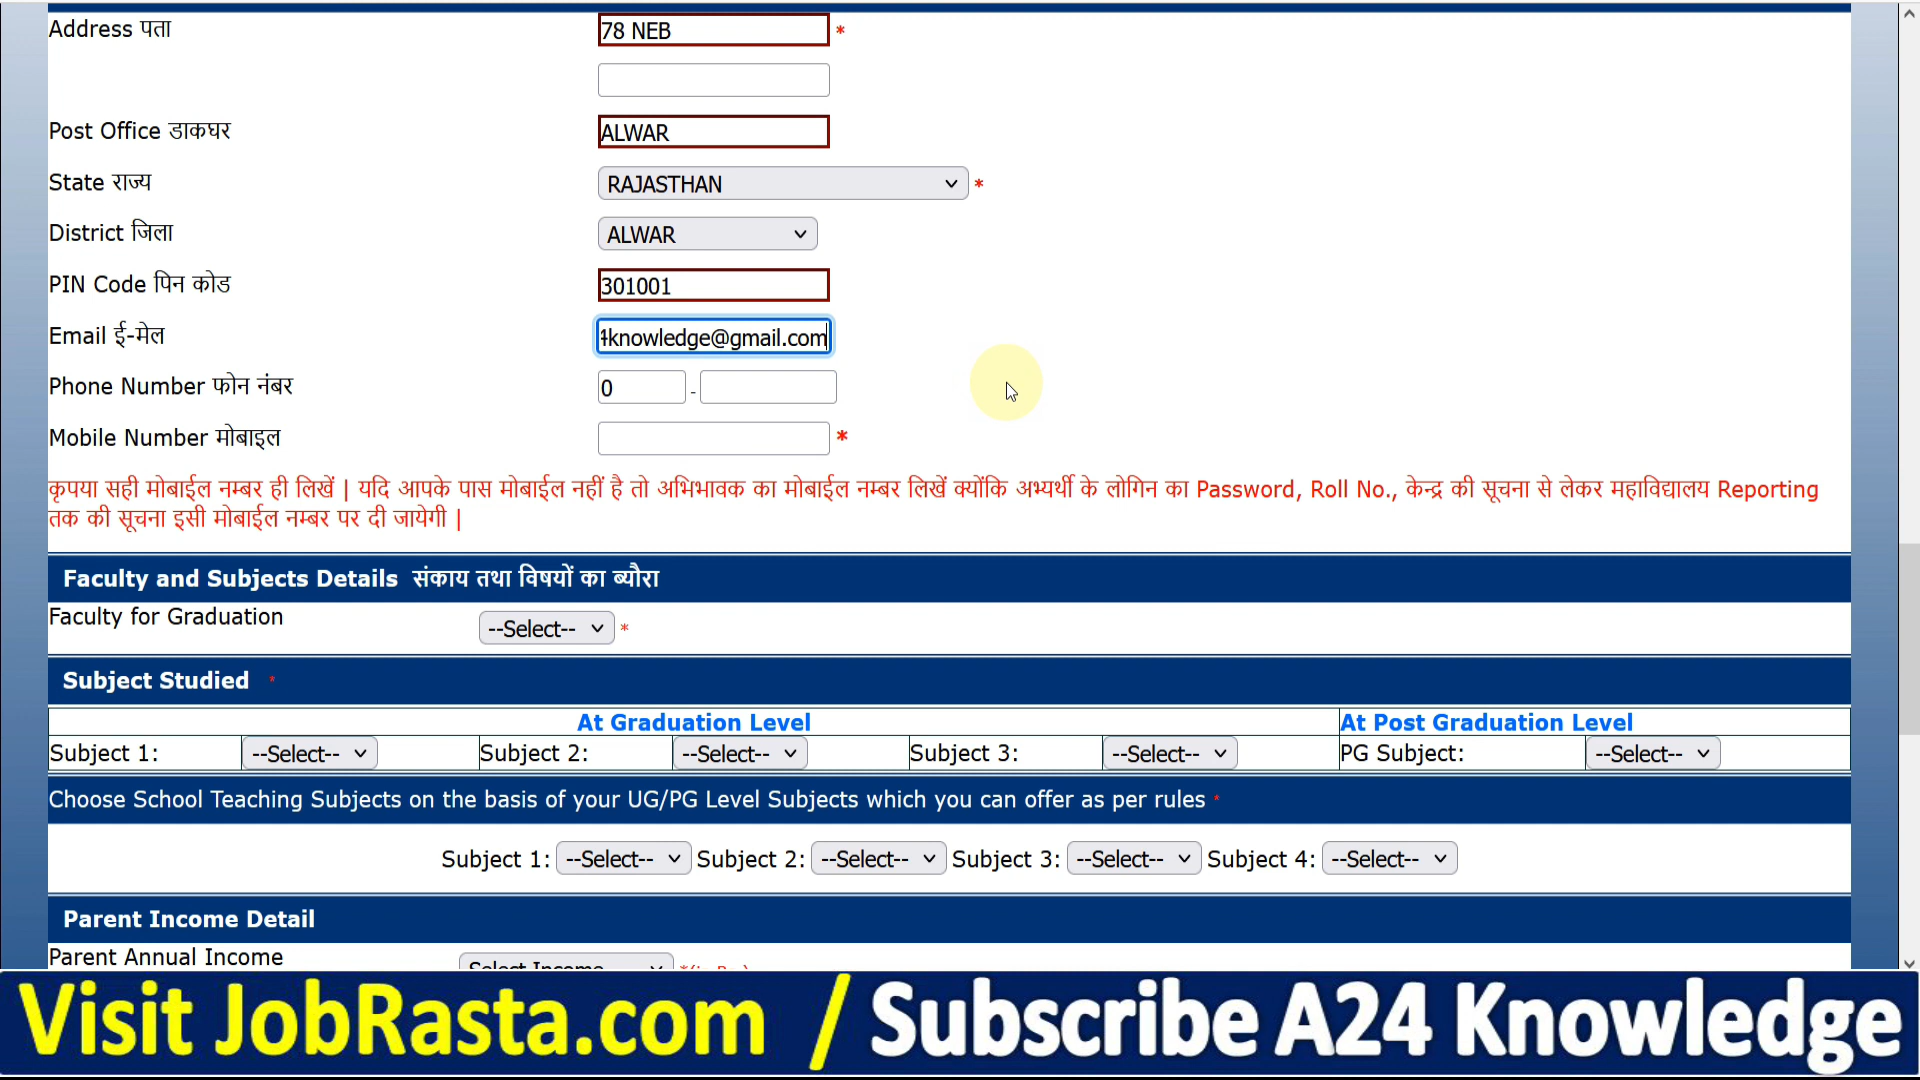 Address पता 78 NEB *
Post Office डाकघर ALWAR
State राज्य RAJASTHAN *
District जिला ALWAR
PIN Code पिन कोड 301001
Email ई-मेल 4knowledge@gmail.com
Phone Number फोन नंबर 0 -
Mobile Number मोबाइल *
कृपया सही मोबाईल नम्बर ही लिखें | यदि आपके पास मोबाईल नहीं है तो अभिभावक का मोबाईल नम्बर लिखें क्योंकि अभ्यर्थी के लोगिन का Password, Roll No., केन्द्र की सूचना से लेकर महाविद्यालय Reporting
तक की सूचना इसी मोबाईल नम्बर पर दी जायेगी |
Faculty and Subjects Details संकाय तथा विषयों का ब्यौरा
Faculty for Graduation --Select-- *
Subject Studied *
At Graduation Level At Post Graduation Level
Subject 1: --Select-- Subject 2: --Select-- Subject 3: --Select-- PG Subject: --Select--
Choose School Teaching Subjects on the basis of your UG/PG Level Subjects which you can offer as per rules *
Subject 1: --Select-- Subject 2: --Select-- Subject 3: --Select-- Subject 4: --Select--
Parent Income Detail
Parent Annual Income Select Income
Visit JobRasta.com / Subscribe A24 Knowledge